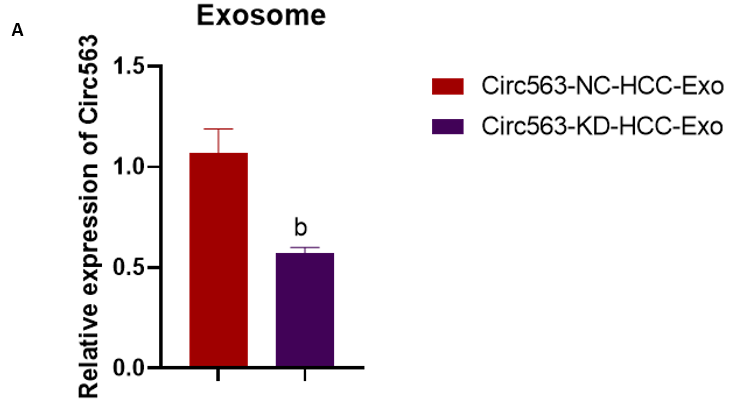 A
Exosome
Relative expression of Circ563
1.5
1.0
0.5
0.0
b
Circ563-NC-HCC-Exo
Circ563-KD-HCC-Exo